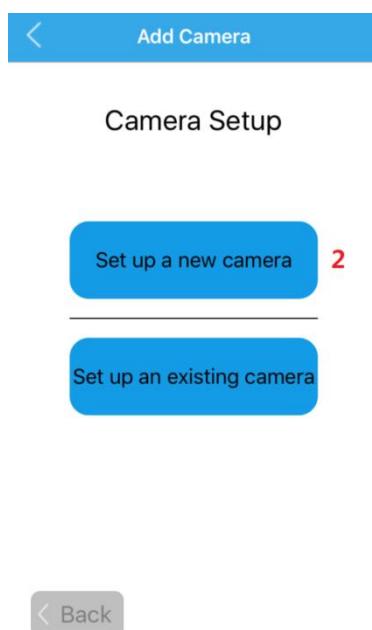 Add Camera
Camera Setup
Set up a new camera 2
Set up an existing camera
Back